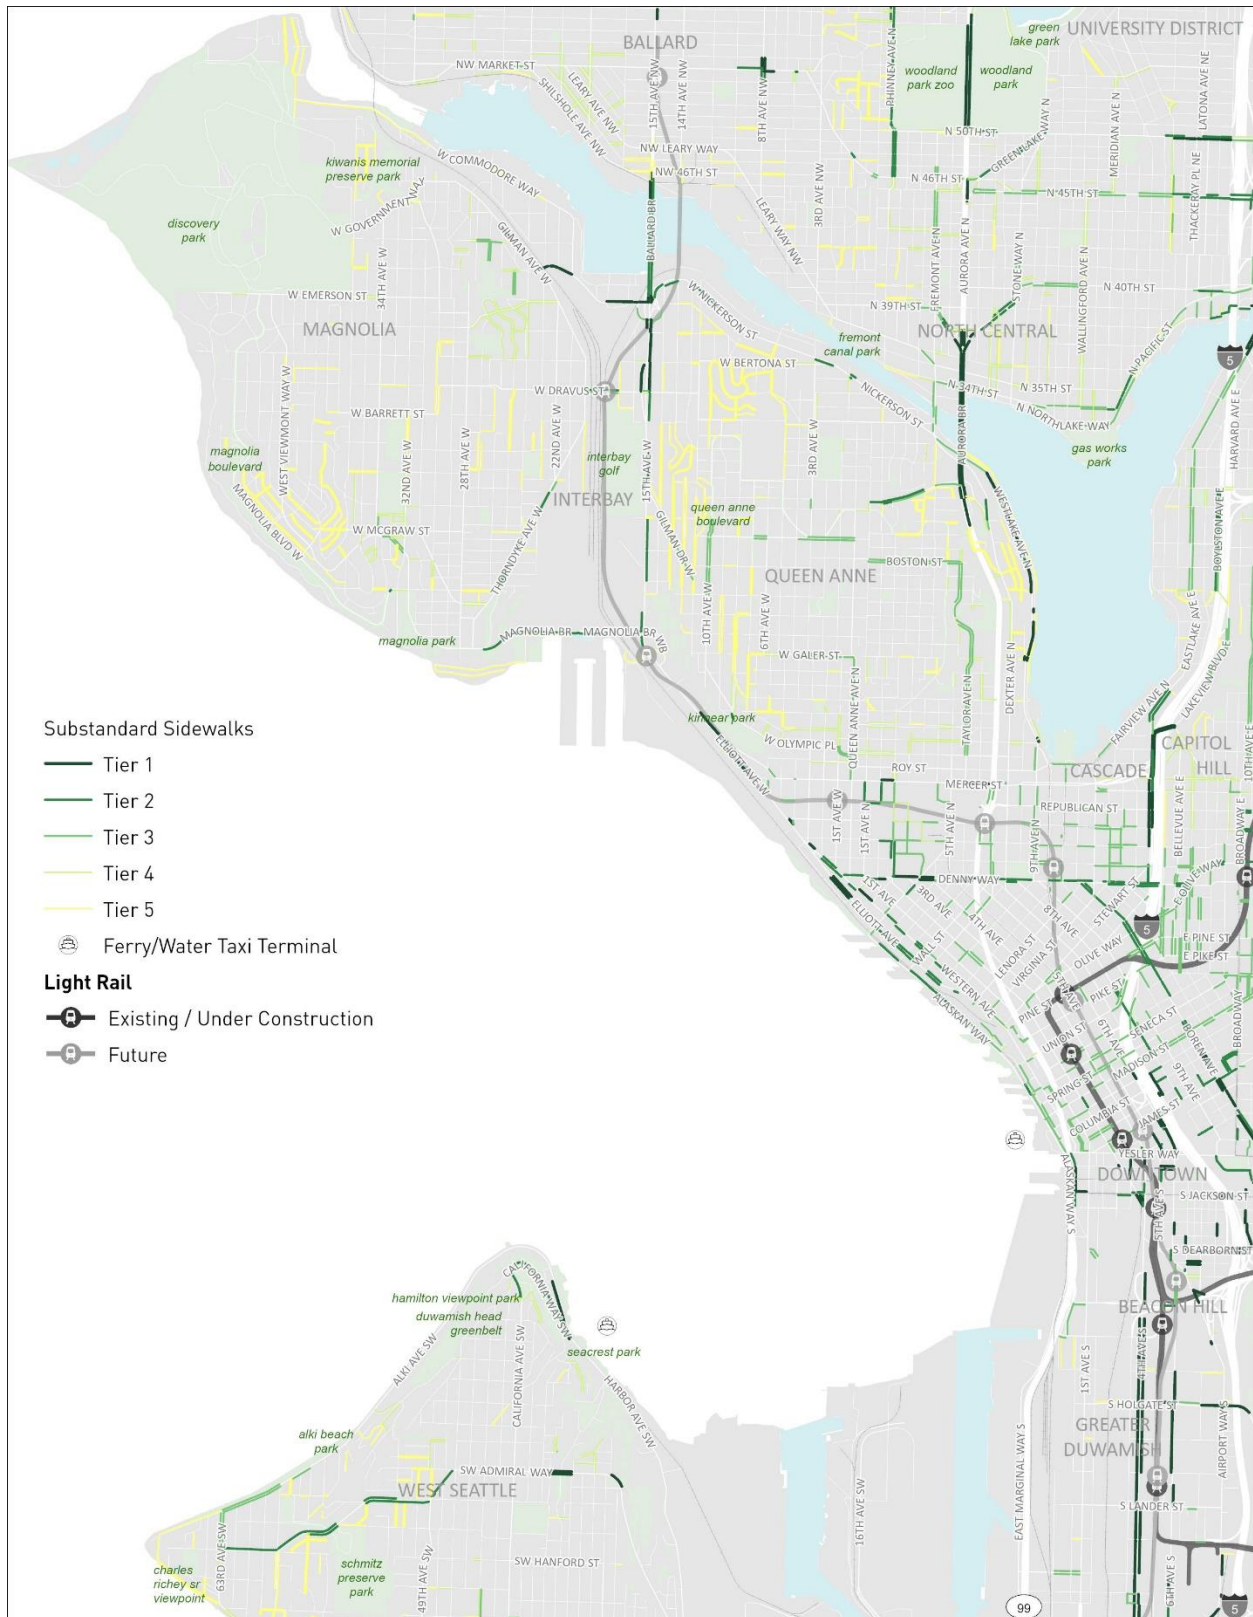 BALLARD
UNIVERSITY DISTRICT
green
lake park
NW MARKET ST
LEARY AVE NW
SHILSHOLE AVE NW
15TH AVE NW
14TH AVE NW
8TH AVE NW
PHINNEY AVE N
woodland
park zoo
woodland
park
GREENLAKE WAY N
MERIDIAN AVE N
LATONA AVE NE
N 50TH ST
NW LEARY WAY
NW 46TH ST
N 46TH ST
N 45TH ST
THACKERAY PL NE
kiwanis memorial
preserve park
W COMMODORE WAY
W GOVERNMENT WAY
discovery
park
GILMAN AVE W
BALLARD BR
LEARY WAY NW
3RD AVE NW
FREMONT AVE N
AURORA AVE N
STONE WAY N
WALLINGFORD AVE N
34TH AVE W
W EMERSON ST
W NICKERSON ST
N 39TH ST
N 40TH ST
MAGNOLIA
NORTH CENTRAL
fremont
canal park
N PACIFIC ST
5
W BERTONA ST
W DRAVUS ST
NICKERSON ST
N 34TH ST
N 35TH ST
N NORTHLAKE WAY
HARVARD AVE E
WEST VIEWMONT WAY W
W BARRETT ST
32ND AVE W
28TH AVE W
22ND AVE W
15TH AVE W
3RD AVE W
AURORA BR
gas works
park
magnolia
boulevard
interbay
golf
INTERBAY
queen anne
boulevard
WESTLAKE AVE N
MAGNOLIA BLVD W
W MCGRAW ST
THORNDYKE AVE W
GILMAN DR W
QUEEN ANNE
BOSTON ST
BOYLSTON AVE E
10TH AVE W
6TH AVE W
magnolia park
MAGNOLIA BR
MAGNOLIA BR WB
W GALER ST
QUEEN ANNE AVE N
TAYLOR AVE N
DEXTER AVE N
EASTLAKE AVE E
LAKEVIEW BLVD E
FAIRVIEW AVE N
kinnear park
W OLYMPIC PL
ELLIOTT AVE W
ROY ST
MERCER ST
CASCADE
CAPITOL
HILL
10TH AVE E
1ST AVE W
1ST AVE N
5TH AVE N
9TH AVE N
REPUBLICAN ST
BELLEVUE AVE E
BROADWAY E
DENNY WAY
E OLIVE WAY
STEWART ST
1ST AVE
3RD AVE
4TH AVE
8TH AVE
ELLIOTT AVE
WALL ST
LENORA ST
VIRGINIA ST
OLIVE WAY
5
E PINE ST
E PIKE ST
WESTERN AVE
ALASKAN WAY
PINE ST
5TH AVE
PIKE ST
UNION ST
6TH AVE
SENECA ST
BOREN AVE
BROADWAY
MADISON ST
SPRING ST
9TH AVE
COLUMBIA ST
JAMES ST
YESLER WAY
DOWNTOWN
ALASKAN WAY S
S JACKSON ST
5TH AVE S
S DEARBORN ST
BEACON HILL
Substandard Sidewalks
Tier 1
Tier 2
Tier 3
Tier 4
Tier 5
Ferry/Water Taxi Terminal
Light Rail
Existing / Under Construction
Future
CALIFORNIA WAY SW
hamilton viewpoint park
duwamish head
greenbelt
seacrest park
ALKI AVE SW
CALIFORNIA AVE SW
HARBOR AVE SW
4TH AVE S
1ST AVE S
S HOLGATE ST
GREATER
DUWAMISH
AIRPORT WAY S
alki beach
park
SW ADMIRAL WAY
WEST SEATTLE
16TH AVE SW
EAST MARGINAL WAY S
S LANDER ST
63RD AVE SW
SW HANFORD ST
charles
richey sr
viewpoint
schmitz
preserve
park
49TH AVE SW
6TH AVE S
99
5